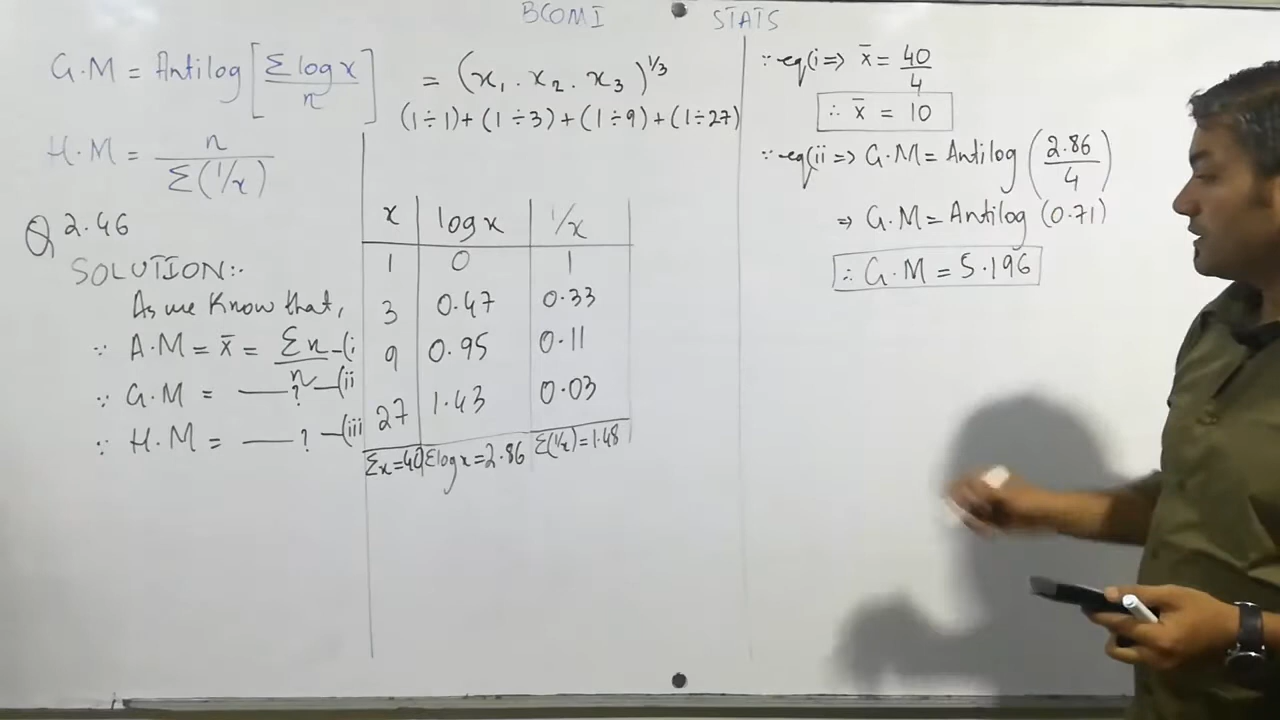 BCOMI STATS
G.M = Antilog [Σ log x / n] = (x₁ . x₂ . x₃)^1/3
(1÷1)+(1÷3)+(1÷9)+(1÷27)
H.M = n / Σ(1/x)
Q 2.46
SOLUTION:-
As we know that,
∵ A.M = x̄ = Σx / n —(i
∵ G.M = —? —(ii
∵ H.M = —? —(iii
x log x 1/x
1 0 1
3 0.47 0.33
9 0.95 0.11
27 1.43 0.03
Σx=40 Σlog x=2.86 Σ(1/x)=1.48
∵ eq(i ⇒ x̄ = 40 / 4
∴ x̄ = 10
∵ eq(ii ⇒ G.M = Antilog (2.86 / 4)
⇒ G.M = Antilog (0.71)
∴ G.M = 5.196